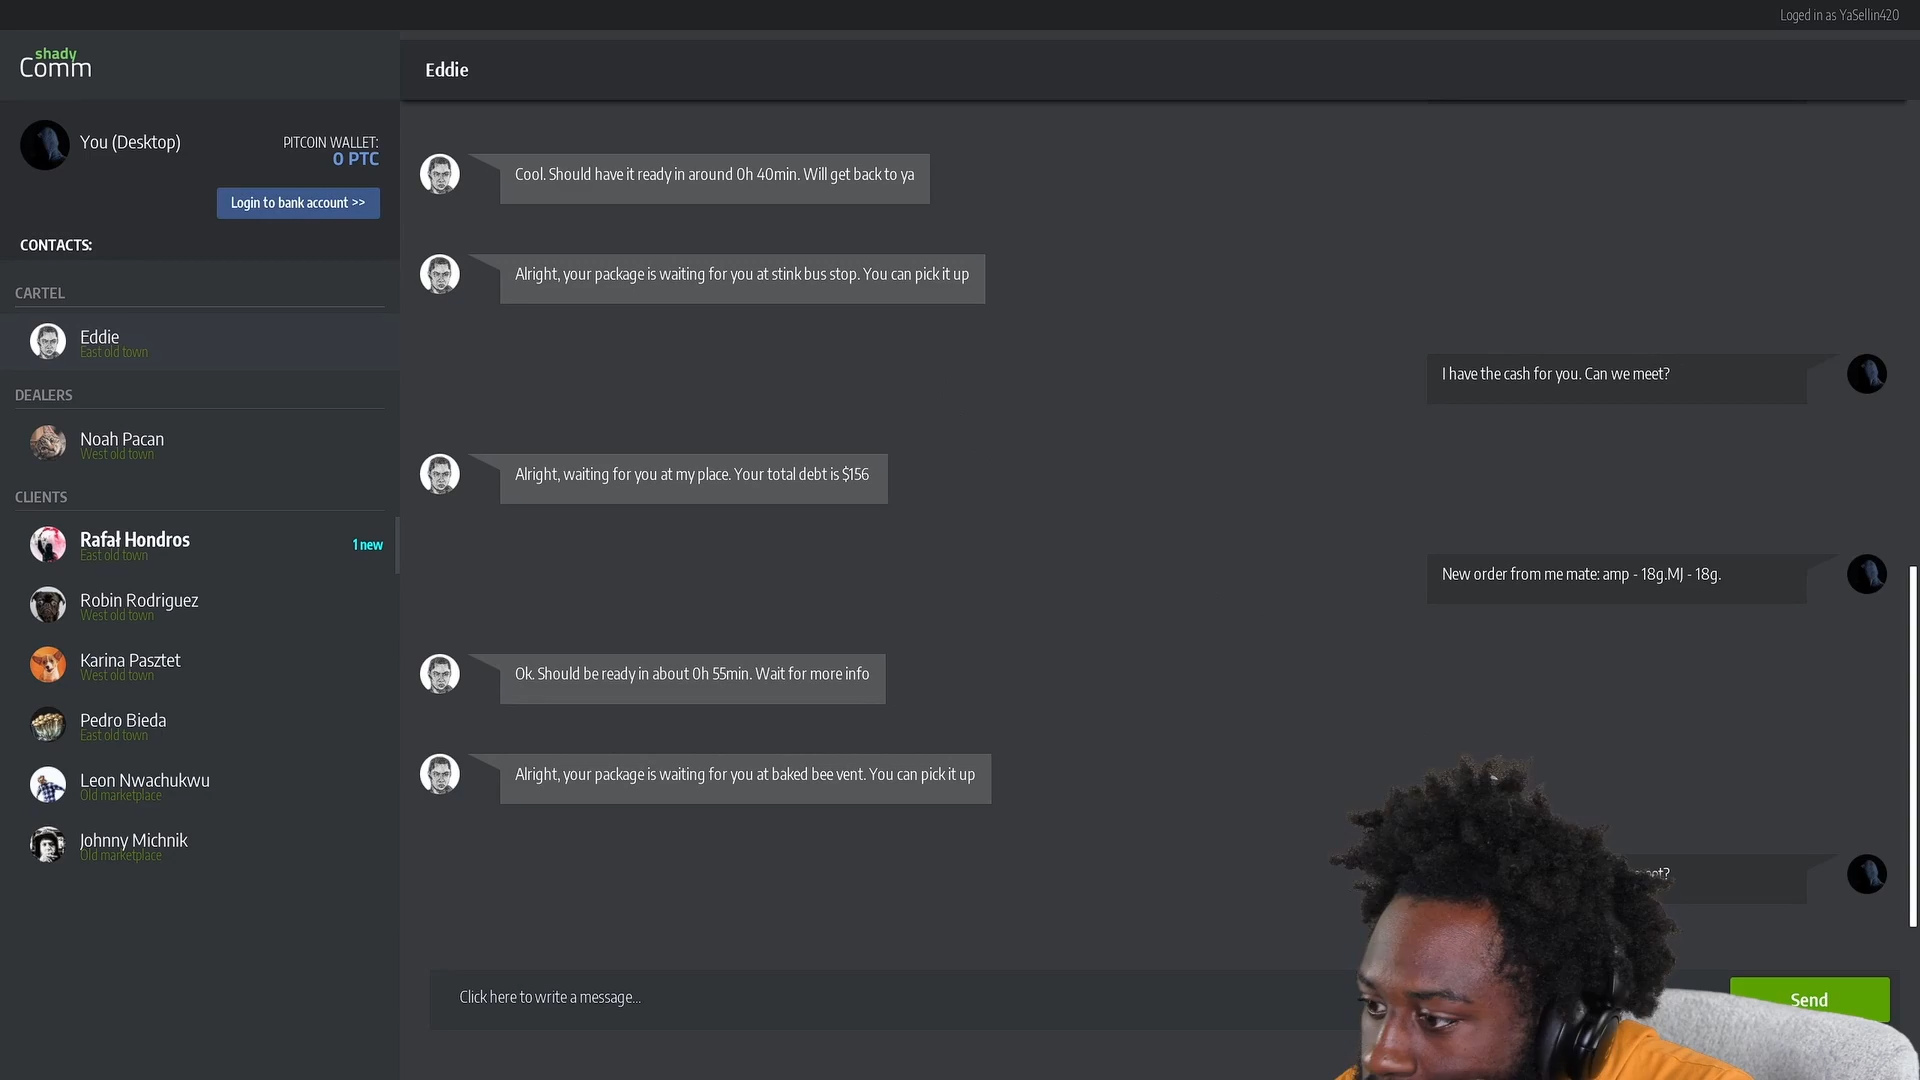 Loged in as YaSellin420
shady
Comm
You (Desktop)
PITCOIN WALLET:
0 PTC
Login to bank account >>
CONTACTS:
CARTEL
Eddie
East old town
DEALERS
Noah Pacan
West old town
CLIENTS
Rafał Hondros
East old town
1 new
Robin Rodriguez
West old town
Karina Pasztet
West old town
Pedro Bieda
East old town
Leon Nwachukwu
Old marketplace
Johnny Michnik
Old marketplace
Eddie
Cool. Should have it ready in around 0h 40min. Will get back to ya
Alright, your package is waiting for you at stink bus stop. You can pick it up
I have the cash for you. Can we meet?
Alright, waiting for you at my place. Your total debt is $156
New order from me mate: amp - 18g.MJ - 18g.
Ok. Should be ready in about 0h 55min. Wait for more info
Alright, your package is waiting for you at baked bee vent. You can pick it up
Click here to write a message...
Send